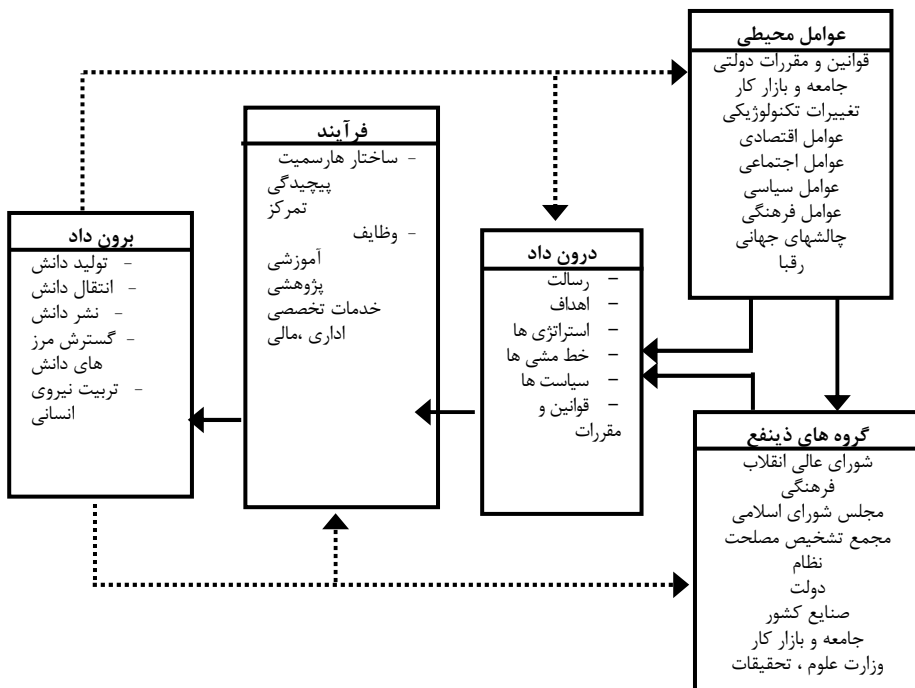 عوامل محیطی
قوانین و مقررات دولتی
جامعه و بازار کار
تغییرات تکنولوژیکی
عوامل اقتصادی
عوامل اجتماعی
عوامل سیاسی
عوامل فرهنگی
چالشهای جهانی
رقبا
گروه های ذینفع
شورای عالی انقلاب
فرهنگی
مجلس شورای اسلامی
مجمع تشخیص مصلحت
نظام
دولت
صنایع کشور
جامعه و بازار کار
وزارت علوم ، تحقیقات
درون داد
– رسالت
– اهداف
– استراتژی ها
– خط مشی ها
– سیاست ها
– قوانین و
مقررات
فرآیند
- ساختار هارسمیت
پیچیدگی
تمرکز
- وظایف
آموزشی
پژوهشی
خدمات تخصصی
اداری ،مالی
برون داد
- تولید دانش
- انتقال دانش
- نشر دانش
- گسترش مرز
های دانش
- تربیت نیروی
انسانی